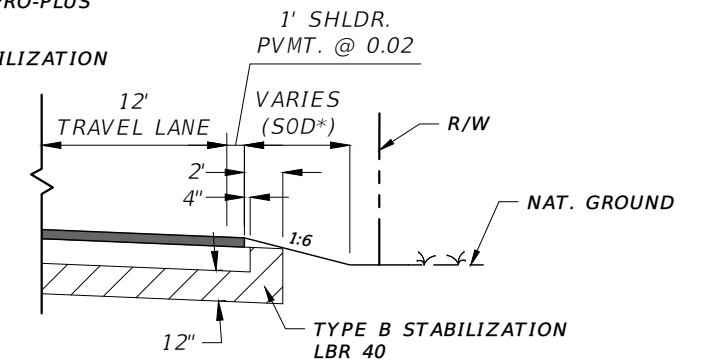 1' SHLDR.
PVMT. @ 0.02
12'
TRAVEL LANE
VARIES
(SOD*)
R/W
2'
4"
1:6
NAT. GROUND
12"
TYPE B STABILIZATION
LBR 40